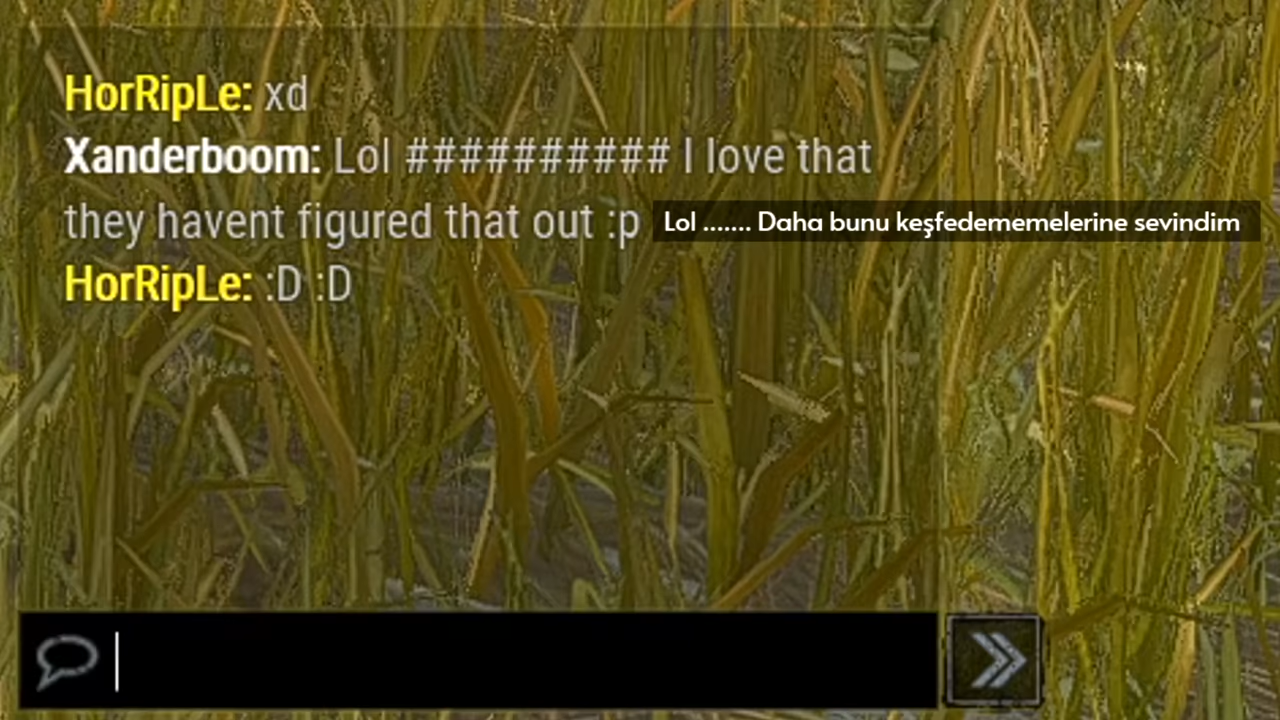 HorRipLe: xd
Xanderboom: Lol ########## I love that
they havent figured that out :p
Lol ....... Daha bunu keşfedememelerine sevindim
HorRipLe: :D :D